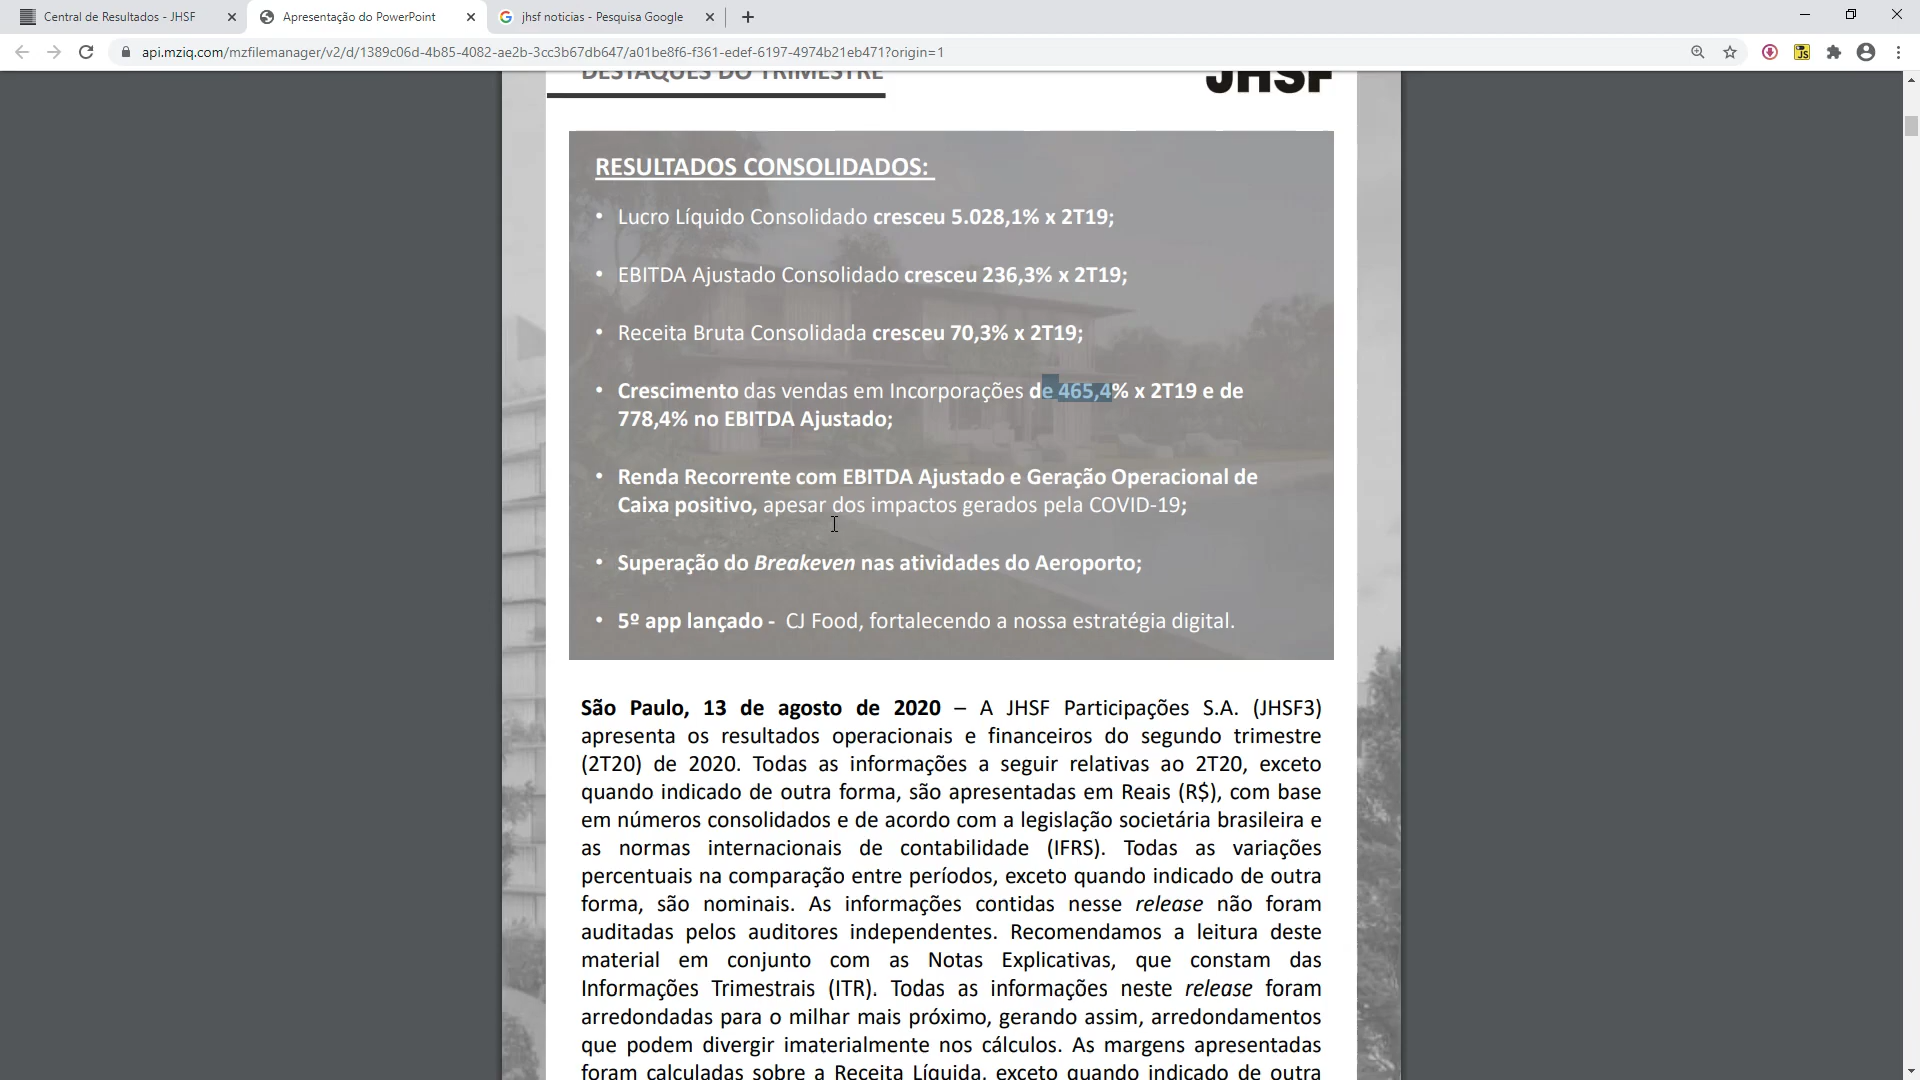 Central de Resultados - JHSF
Apresentação do PowerPoint
jhsf noticias - Pesquisa Google
api.mziq.com/mzfilemanager/v2/d/1389c06d-4b85-4082-ae2b-3cc3b67db647/a01be8f6-f361-edef-6197-4974b21eb471?origin=1
DESTAQUES DO TRIMESTRE
JHSF
RESULTADOS CONSOLIDADOS:
• Lucro Líquido Consolidado cresceu 5.028,1% x 2T19;
• EBITDA Ajustado Consolidado cresceu 236,3% x 2T19;
• Receita Bruta Consolidada cresceu 70,3% x 2T19;
• Crescimento das vendas em Incorporações de 465,4% x 2T19 e de
778,4% no EBITDA Ajustado;
• Renda Recorrente com EBITDA Ajustado e Geração Operacional de
Caixa positivo, apesar dos impactos gerados pela COVID-19;
• Superação do Breakeven nas atividades do Aeroporto;
• 5º app lançado - CJ Food, fortalecendo a nossa estratégia digital.
São Paulo, 13 de agosto de 2020 – A JHSF Participações S.A. (JHSF3)
apresenta os resultados operacionais e financeiros do segundo trimestre
(2T20) de 2020. Todas as informações a seguir relativas ao 2T20, exceto
quando indicado de outra forma, são apresentadas em Reais (R$), com base
em números consolidados e de acordo com a legislação societária brasileira e
as normas internacionais de contabilidade (IFRS). Todas as variações
percentuais na comparação entre períodos, exceto quando indicado de outra
forma, são nominais. As informações contidas nesse release não foram
auditadas pelos auditores independentes. Recomendamos a leitura deste
material em conjunto com as Notas Explicativas, que constam das
Informações Trimestrais (ITR). Todas as informações neste release foram
arredondadas para o milhar mais próximo, gerando assim, arredondamentos
que podem divergir imaterialmente nos cálculos. As margens apresentadas
foram calculadas sobre a Receita Líquida, exceto quando indicado de outra